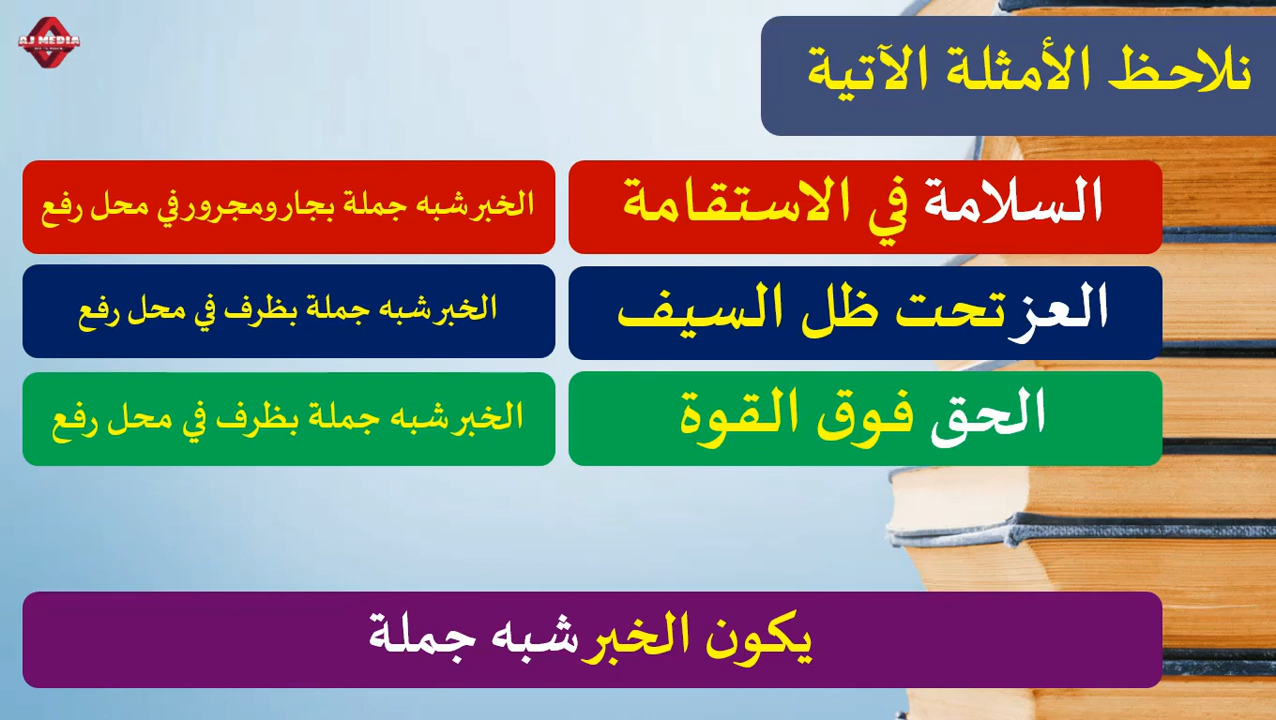 AJ MEDIA
نلاحظ الأمثلة الآتية
السلامة في الاستقامة
الخبر شبه جملة بجار ومجرور في محل رفع
العز تحت ظل السيف
الخبر شبه جملة بظرف في محل رفع
الحق فوق القوة
الخبر شبه جملة بظرف في محل رفع
يكون الخبر شبه جملة